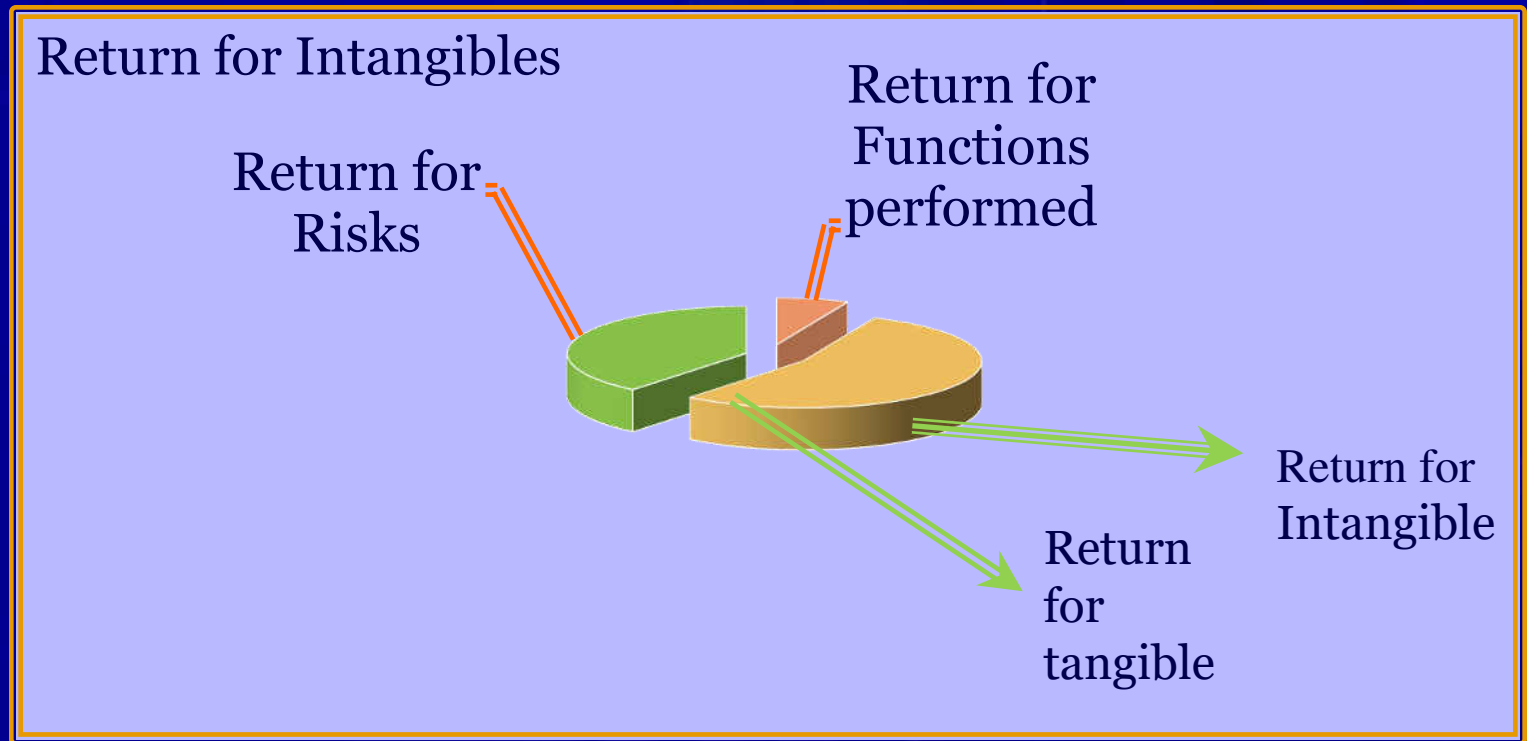 Return for Intangibles
Return for
Risks
Return for
Functions
performed
Return for
Intangible
Return
for
tangible